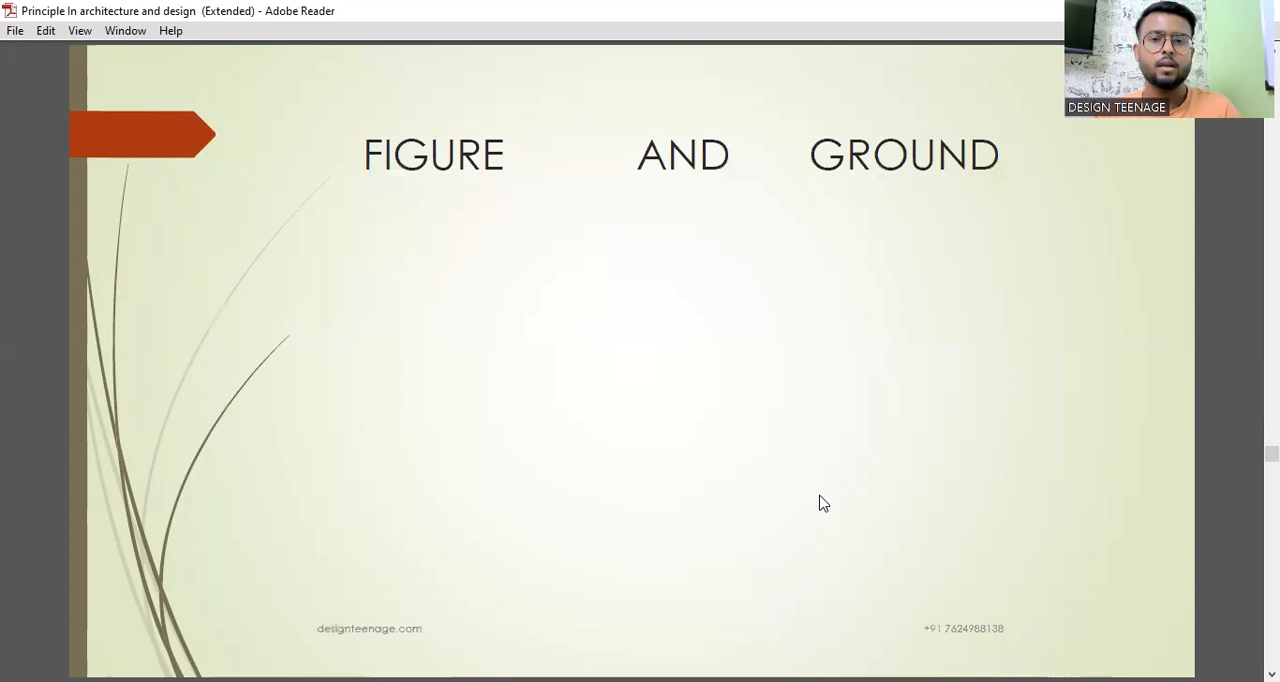 Principle In architecture and design (Extended) - Adobe Reader
File Edit View Window Help
DESIGN TEENAGE
FIGURE AND GROUND
designteenage.com
+91 7624988138